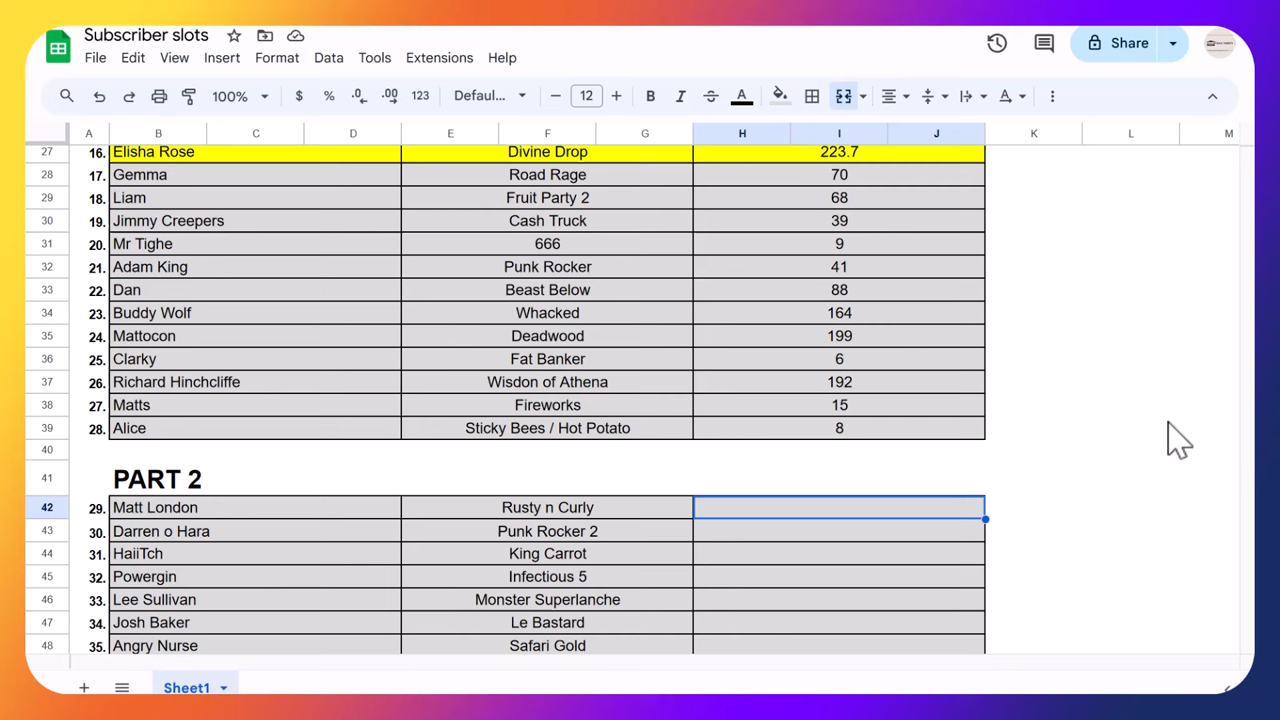 Subscriber slots
File Edit View Insert Format Data Tools Extensions Help
Share
100% $ % .0 .00 123 Defaul... 12 B I A
A B C D E F G H I J K L M
27 16. Elisha Rose Divine Drop 223.7
28 17. Gemma Road Rage 70
29 18. Liam Fruit Party 2 68
30 19. Jimmy Creepers Cash Truck 39
31 20. Mr Tighe 666 9
32 21. Adam King Punk Rocker 41
33 22. Dan Beast Below 88
34 23. Buddy Wolf Whacked 164
35 24. Mattocon Deadwood 199
36 25. Clarky Fat Banker 6
37 26. Richard Hinchcliffe Wisdon of Athena 192
38 27. Matts Fireworks 15
39 28. Alice Sticky Bees / Hot Potato 8
40
41 PART 2
42 29. Matt London Rusty n Curly
43 30. Darren o Hara Punk Rocker 2
44 31. HaiiTch King Carrot
45 32. Powergin Infectious 5
46 33. Lee Sullivan Monster Superlanche
47 34. Josh Baker Le Bastard
48 35. Angry Nurse Safari Gold
Sheet1